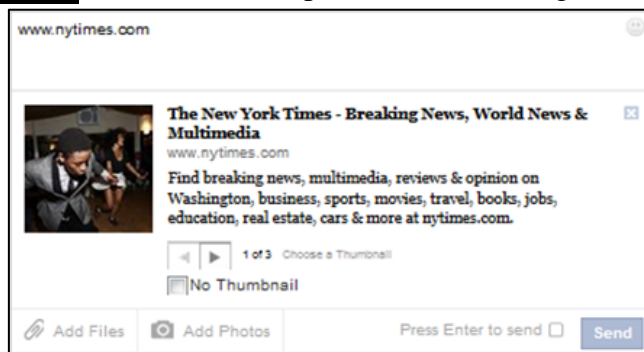 www.nytimes.com
The New York Times - Breaking News, World News &
Multimedia
www.nytimes.com
Find breaking news, multimedia, reviews & opinion on
Washington, business, sports, movies, travel, books, jobs,
education, real estate, cars & more at nytimes.com.
1 of 3 Choose a Thumbnail
No Thumbnail
Add Files Add Photos Press Enter to send Send